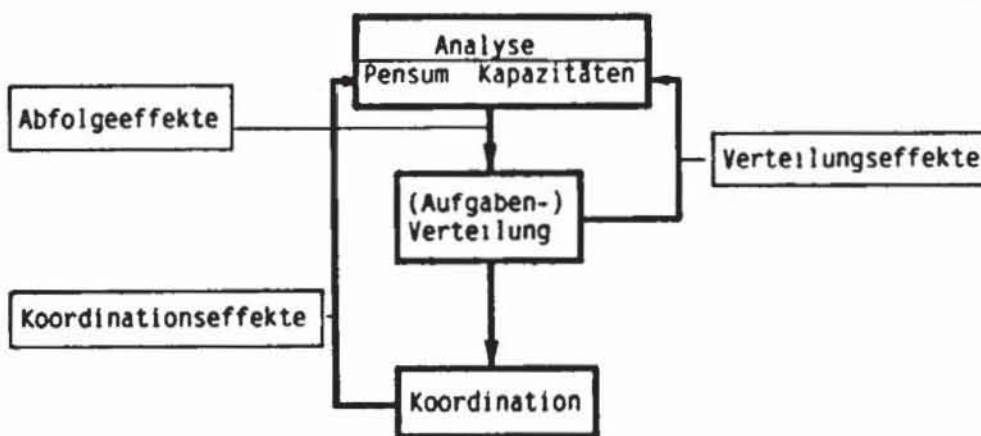 Analyse
Pensum Kapazitäten
Abfolgeeffekte
Verteilungseffekte
(Aufgaben-)
Verteilung
Koordinationseffekte
Koordination